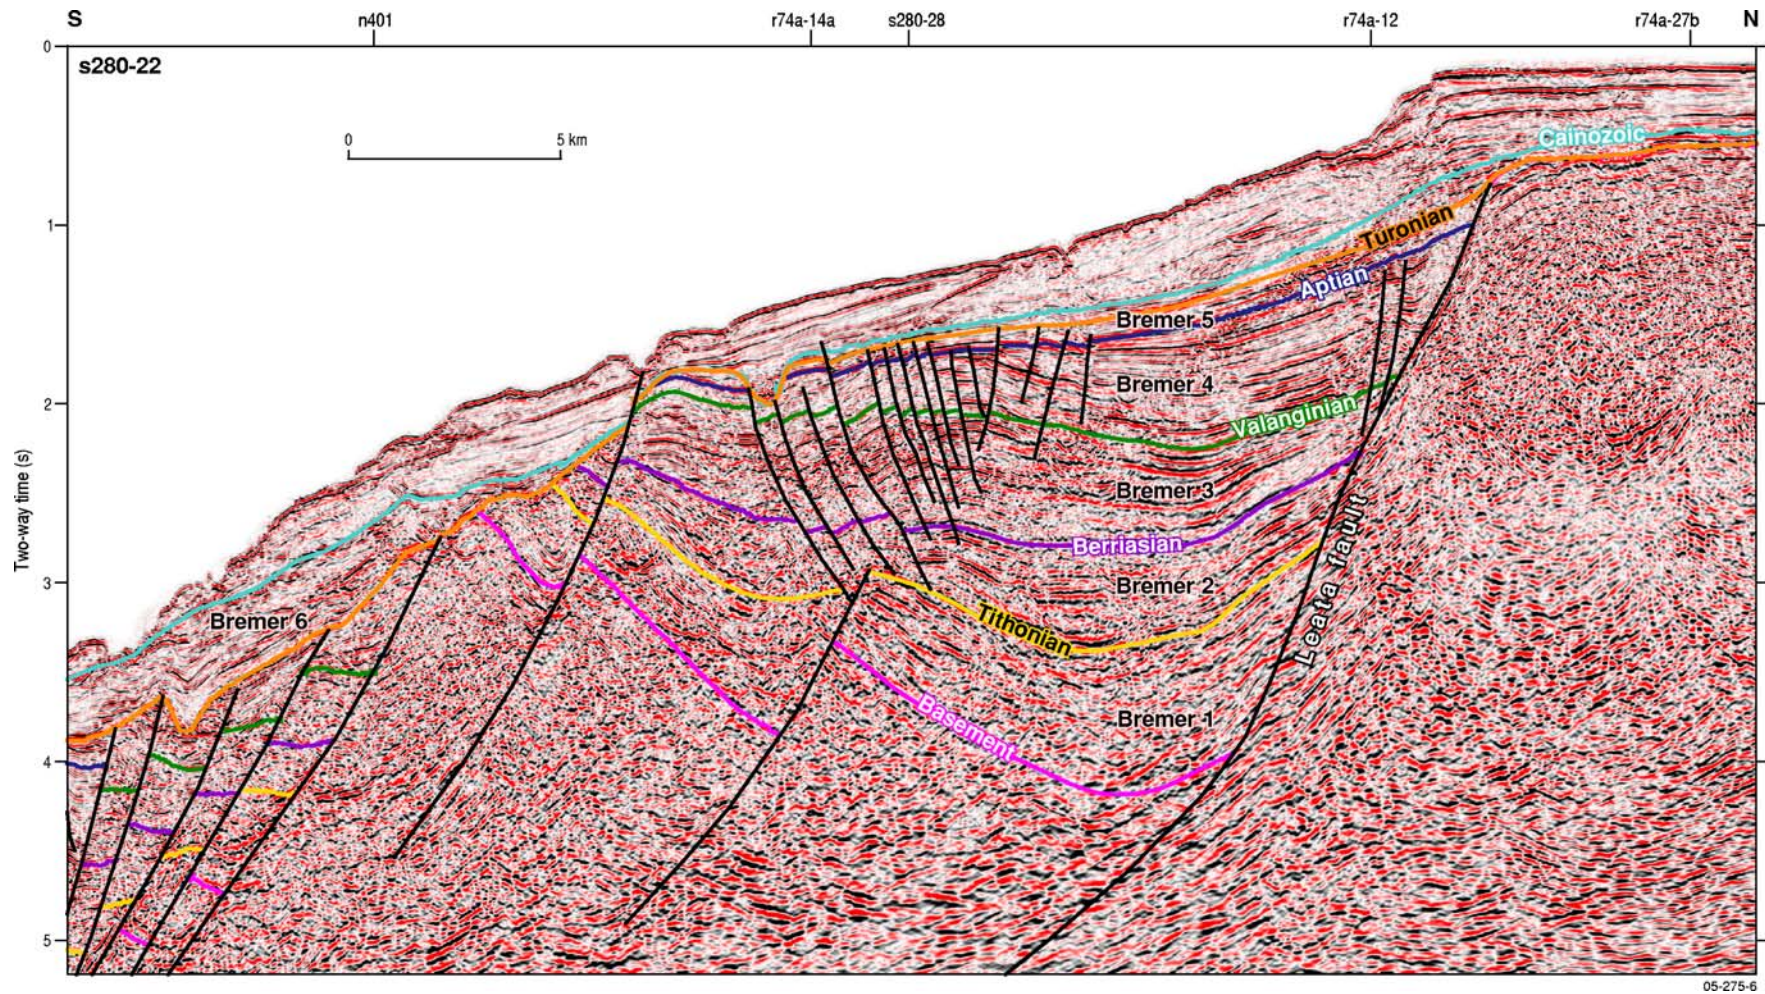 S n401 r74a-14a s280-28 r74a-12 r74a-27b N
0
s280-22
0 5 km
Cainozoic
1
Turonian
Aptian
Bremer 5
Bremer 4
2
Valanginian
Bremer 3
Two-way time (s)
Berriasian
Leata fault
3
Bremer 2
Bremer 6
Tithonian
Basement
Bremer 1
4
5
05-275-6